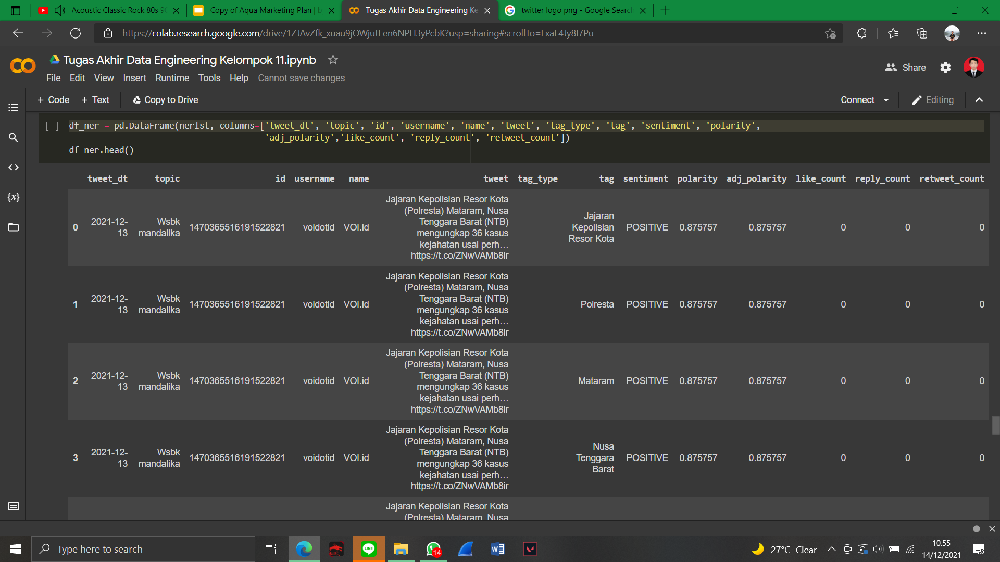 Acoustic Classic Rock 80s 9
Copy of Aqua Marketing Plan | b
Tugas Akhir Data Engineering Ke
twitter logo png - Google Search
https://colab.research.google.com/drive/1ZJAvZfk_xuau9jOWjutEen6NPH3yPcbK?usp=sharing#scrollTo=LxaF4Jy8I7Pu
Tugas Akhir Data Engineering Kelompok 11.ipynb
Share
File Edit View Insert Runtime Tools Help Cannot save changes
+ Code + Text Copy to Drive Connect Editing
[ ] df_ner = pd.DataFrame(nerlst, columns=['tweet_dt', 'topic', 'id', 'username', 'name', 'tweet', 'tag_type', 'tag', 'sentiment', 'polarity',
'adj_polarity','like_count', 'reply_count', 'retweet_count'])
df_ner.head()
tweet_dt topic id username name tweet tag_type tag sentiment polarity adj_polarity like_count reply_count retweet_count
0
2021-12-
13
Wsbk
mandalika
1470365516191522821
voidotid
VOI.id
Jajaran Kepolisian Resor Kota
(Polresta) Mataram, Nusa
Tenggara Barat (NTB)
mengungkap 36 kasus
kejahatan usai perh…
https://t.co/ZNwVAMb8ir
Jajaran
Kepolisian
Resor Kota
POSITIVE 0.875757 0.875757 0 0 0
1
2021-12-
13
Wsbk
mandalika
1470365516191522821
voidotid
VOI.id
Jajaran Kepolisian Resor Kota
(Polresta) Mataram, Nusa
Tenggara Barat (NTB)
mengungkap 36 kasus
kejahatan usai perh…
https://t.co/ZNwVAMb8ir
Polresta
POSITIVE 0.875757 0.875757 0 0 0
2
2021-12-
13
Wsbk
mandalika
1470365516191522821
voidotid
VOI.id
Jajaran Kepolisian Resor Kota
(Polresta) Mataram, Nusa
Tenggara Barat (NTB)
mengungkap 36 kasus
kejahatan usai perh…
https://t.co/ZNwVAMb8ir
Mataram
POSITIVE 0.875757 0.875757 0 0 0
3
2021-12-
13
Wsbk
mandalika
1470365516191522821
voidotid
VOI.id
Jajaran Kepolisian Resor Kota
(Polresta) Mataram, Nusa
Tenggara Barat (NTB)
mengungkap 36 kasus
kejahatan usai perh…
https://t.co/ZNwVAMb8ir
Nusa
Tenggara
Barat
POSITIVE 0.875757 0.875757 0 0 0
Jajaran Kepolisian Resor Kota
(Polresta) Mataram, Nusa
Type here to search
LINE
14
27°C Clear
10.55
14/12/2021